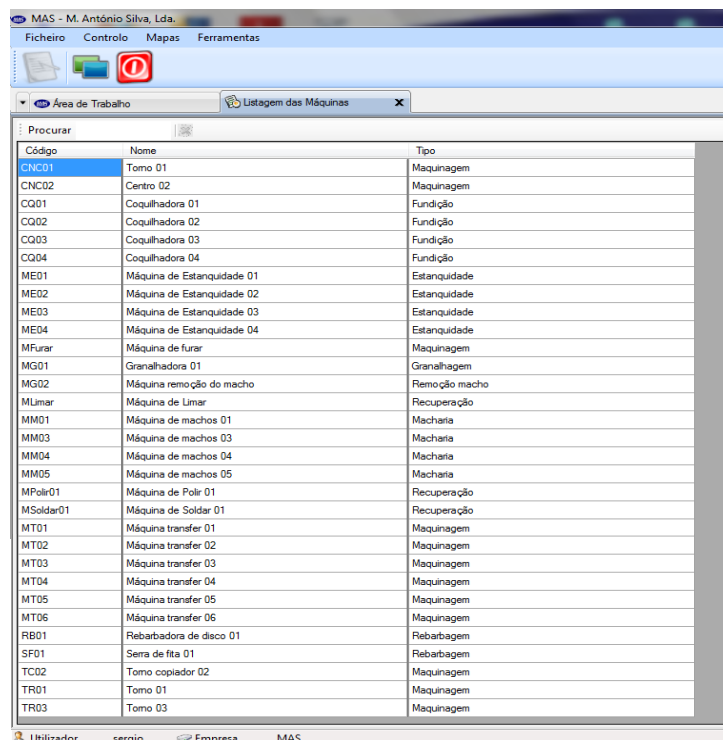 MAS - M. António Silva, Lda.
Ficheiro Controlo Mapas Ferramentas
Área de Trabalho Listagem das Máquinas X
Procurar
Código Nome Tipo
CNC01 Torno 01 Maquinagem
CNC02 Centro 02 Maquinagem
CQ01 Coquilhadora 01 Fundição
CQ02 Coquilhadora 02 Fundição
CQ03 Coquilhadora 03 Fundição
CQ04 Coquilhadora 04 Fundição
ME01 Máquina de Estanquidade 01 Estanquidade
ME02 Máquina de Estanquidade 02 Estanquidade
ME03 Máquina de Estanquidade 03 Estanquidade
ME04 Máquina de Estanquidade 04 Estanquidade
MFurar Máquina de furar Maquinagem
MG01 Granalhadora 01 Granalhagem
MG02 Máquina remoção do macho Remoção macho
MLimar Máquina de Limar Recuperação
MM01 Máquina de machos 01 Macharia
MM03 Máquina de machos 03 Macharia
MM04 Máquina de machos 04 Macharia
MM05 Máquina de machos 05 Macharia
MPolir01 Máquina de Polir 01 Recuperação
MSoldar01 Máquina de Soldar 01 Recuperação
MT01 Máquina transfer 01 Maquinagem
MT02 Máquina transfer 02 Maquinagem
MT03 Máquina transfer 03 Maquinagem
MT04 Máquina transfer 04 Maquinagem
MT05 Máquina transfer 05 Maquinagem
MT06 Máquina transfer 06 Maquinagem
RB01 Rebarbadora de disco 01 Rebarbagem
SF01 Serra de fita 01 Rebarbagem
TC02 Torno copiador 02 Maquinagem
TR01 Torno 01 Maquinagem
TR03 Torno 03 Maquinagem
Utilizador sergio Empresa MAS